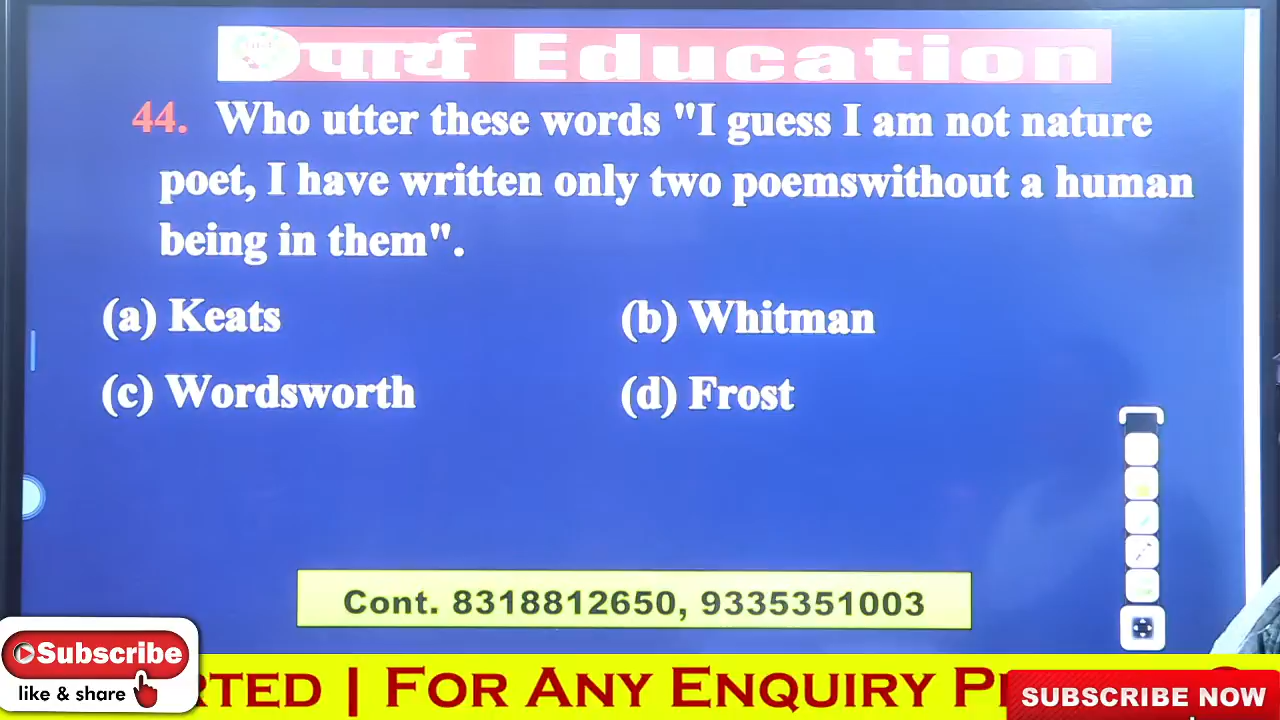 पार्थ Education
44. Who utter these words "I guess I am not nature
poet, I have written only two poemswithout a human
being in them".
(a) Keats
(b) Whitman
(c) Wordsworth
(d) Frost
Cont. 8318812650, 9335351003
Subscribe
like & share
RTED | FOR ANY ENQUIRY
SUBSCRIBE NOW